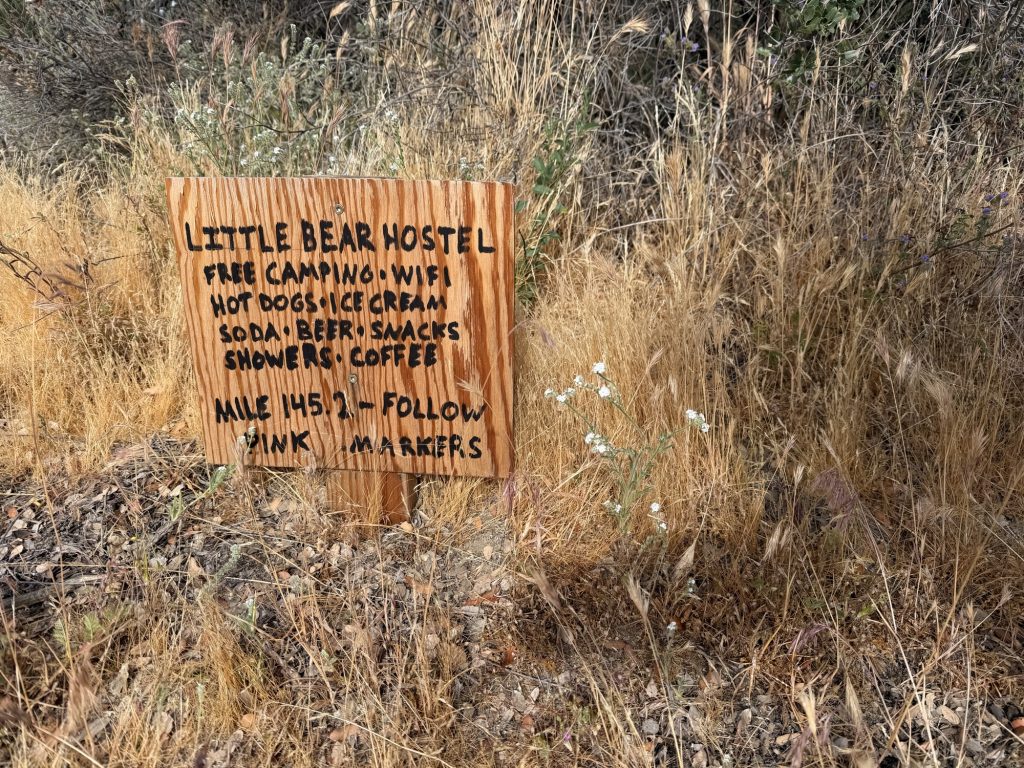 LITTLE BEAR HOSTEL
FREE CAMPING • WIFI
HOT DOGS • ICE CREAM
SODA • BEER • SNACKS
SHOWERS • COFFEE
MILE 145.2 - FOLLOW
PINK MARKERS